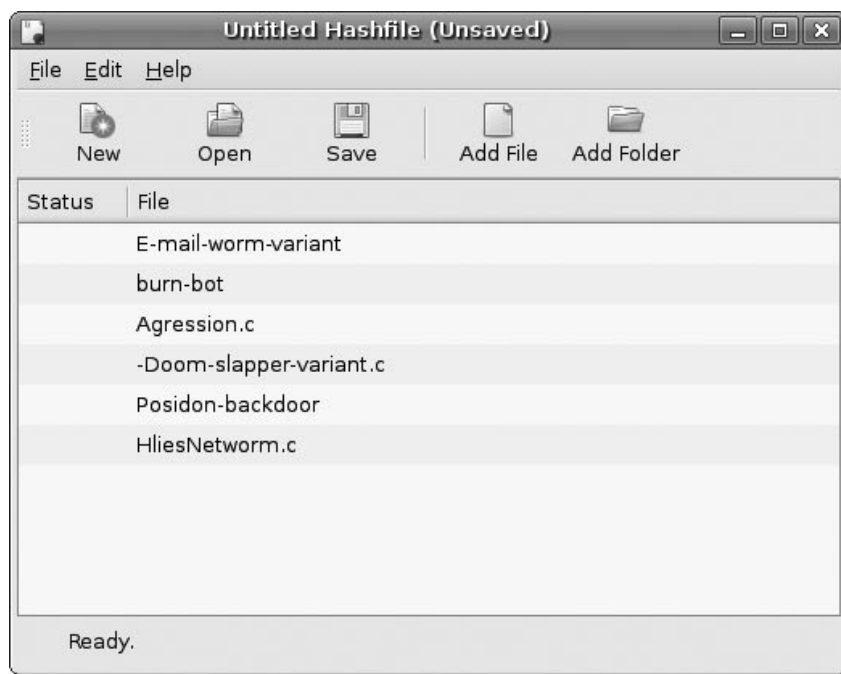 Untitled Hashfile (Unsaved)
File Edit Help
New Open Save Add File Add Folder
Status File
E-mail-worm-variant
burn-bot
Agression.c
-Doom-slapper-variant.c
Posidon-backdoor
HliesNetworm.c
Ready.